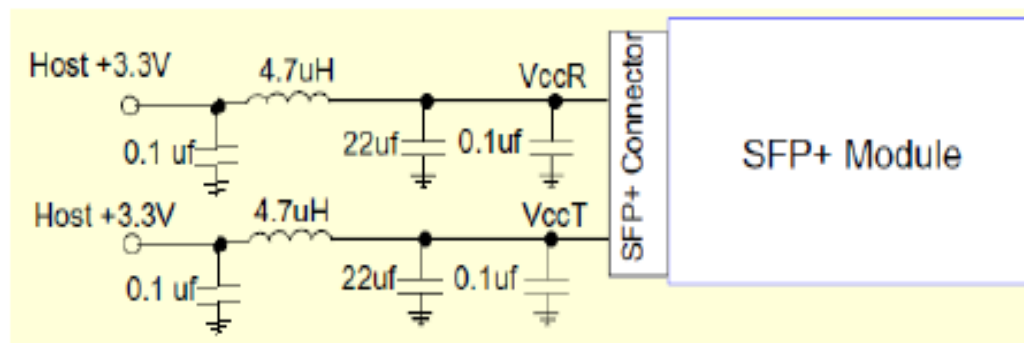 Host +3.3V
4.7uH
VccR
0.1 uf
22uf
0.1uf
Host +3.3V
4.7uH
VccT
0.1 uf
22uf
0.1uf
SFP+ Connector
SFP+ Module